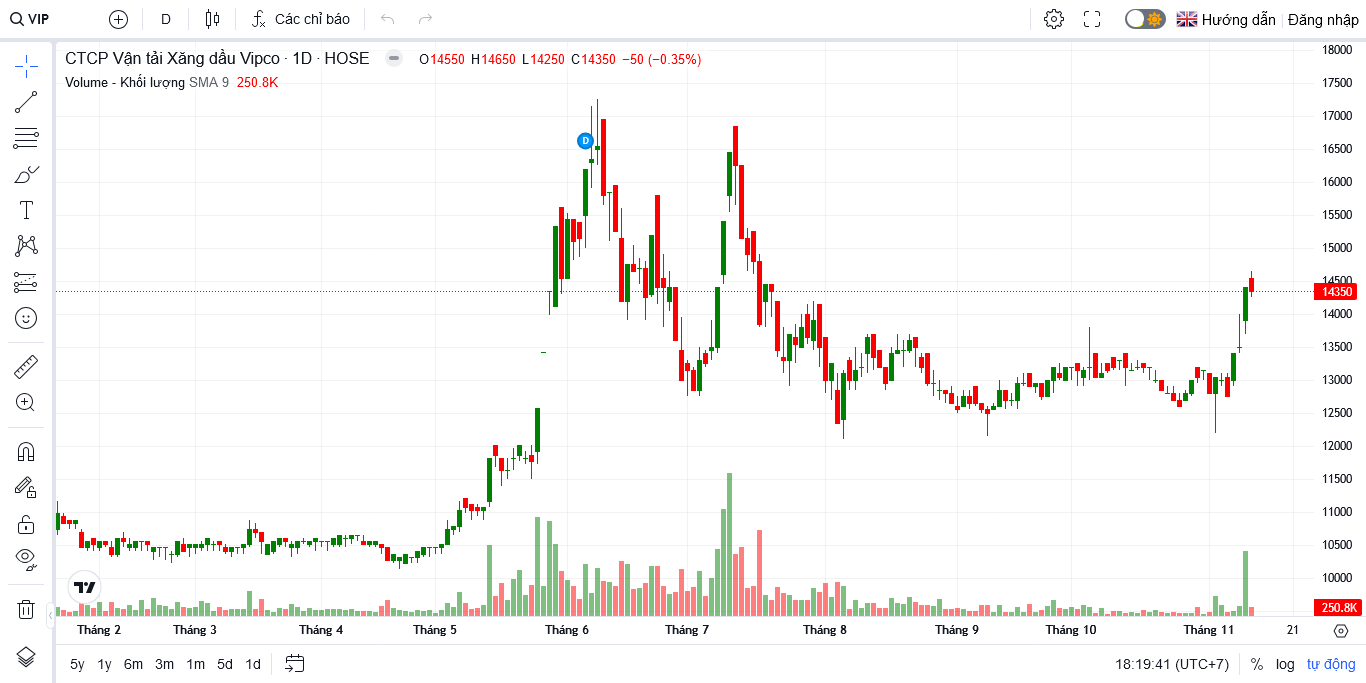 VIP D Các chỉ báo Hướng dẫn Đăng nhập
CTCP Vận tải Xăng dầu Vipco · 1D · HOSE O14550 H14650 L14250 C14350 −50 (−0.35%)
Volume - Khối lượng SMA 9 250.8K
18000
17500
17000
16500
D
16000
15500
15000
14500
14350
14000
13500
13000
12500
12000
11500
11000
10500
10000
250.8K
Tháng 2 Tháng 3 Tháng 4 Tháng 5 Tháng 6 Tháng 7 Tháng 8 Tháng 9 Tháng 10 Tháng 11 21
5y 1y 6m 3m 1m 5d 1d 18:19:41 (UTC+7) % log tự động